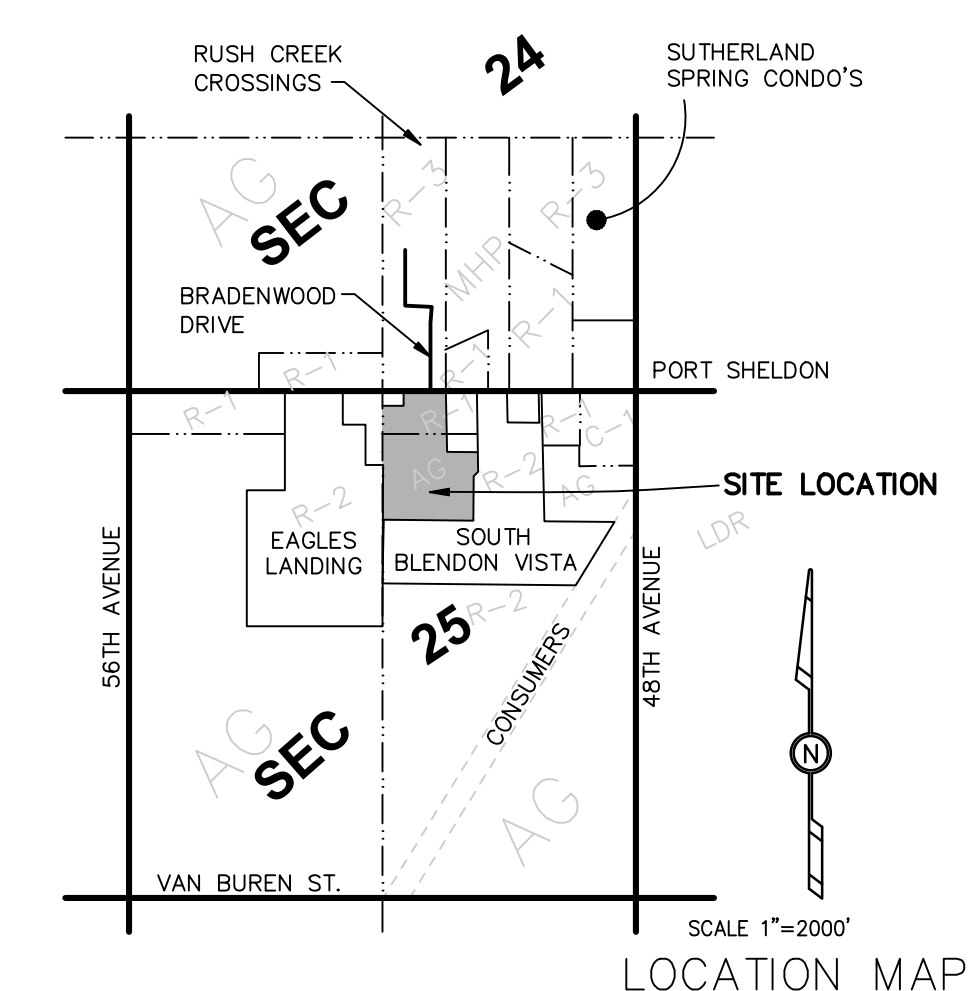 RUSH CREEK
CROSSINGS
24
SUTHERLAND
SPRING CONDO'S
AG
SEC
R-3
R-3
MHP
BRADENWOOD
DRIVE
R-1
R-1
R-1
PORT SHELDON
R-1
R-1
R-1
C-1
AG
R-2
AG
SITE LOCATION
R-2
LDR
EAGLES
LANDING
SOUTH
BLENDON VISTA
56TH AVENUE
48TH AVENUE
R-2
25
CONSUMERS
AG
SEC
N
AG
VAN BUREN ST.
SCALE 1"=2000'
LOCATION MAP